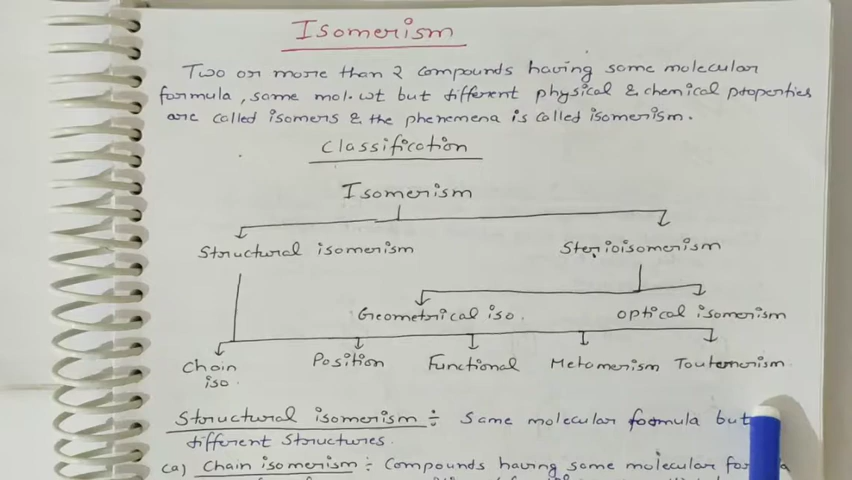 Isomerism
Two or more than 2 compounds having same molecular
formula, same mol. wt but different physical & chemical properties
are called isomers & the phenemena is called isomerism.
Classification
Isomerism
Structural isomerism Sterioisomerism
Geometrical iso. optical isomerism
Chain iso. Position Functional Metamerism Toutemerism
Structural isomerism ÷ Same molecular formula but
different Structures.
(a) Chain isomerism ÷ Compounds having same molecular